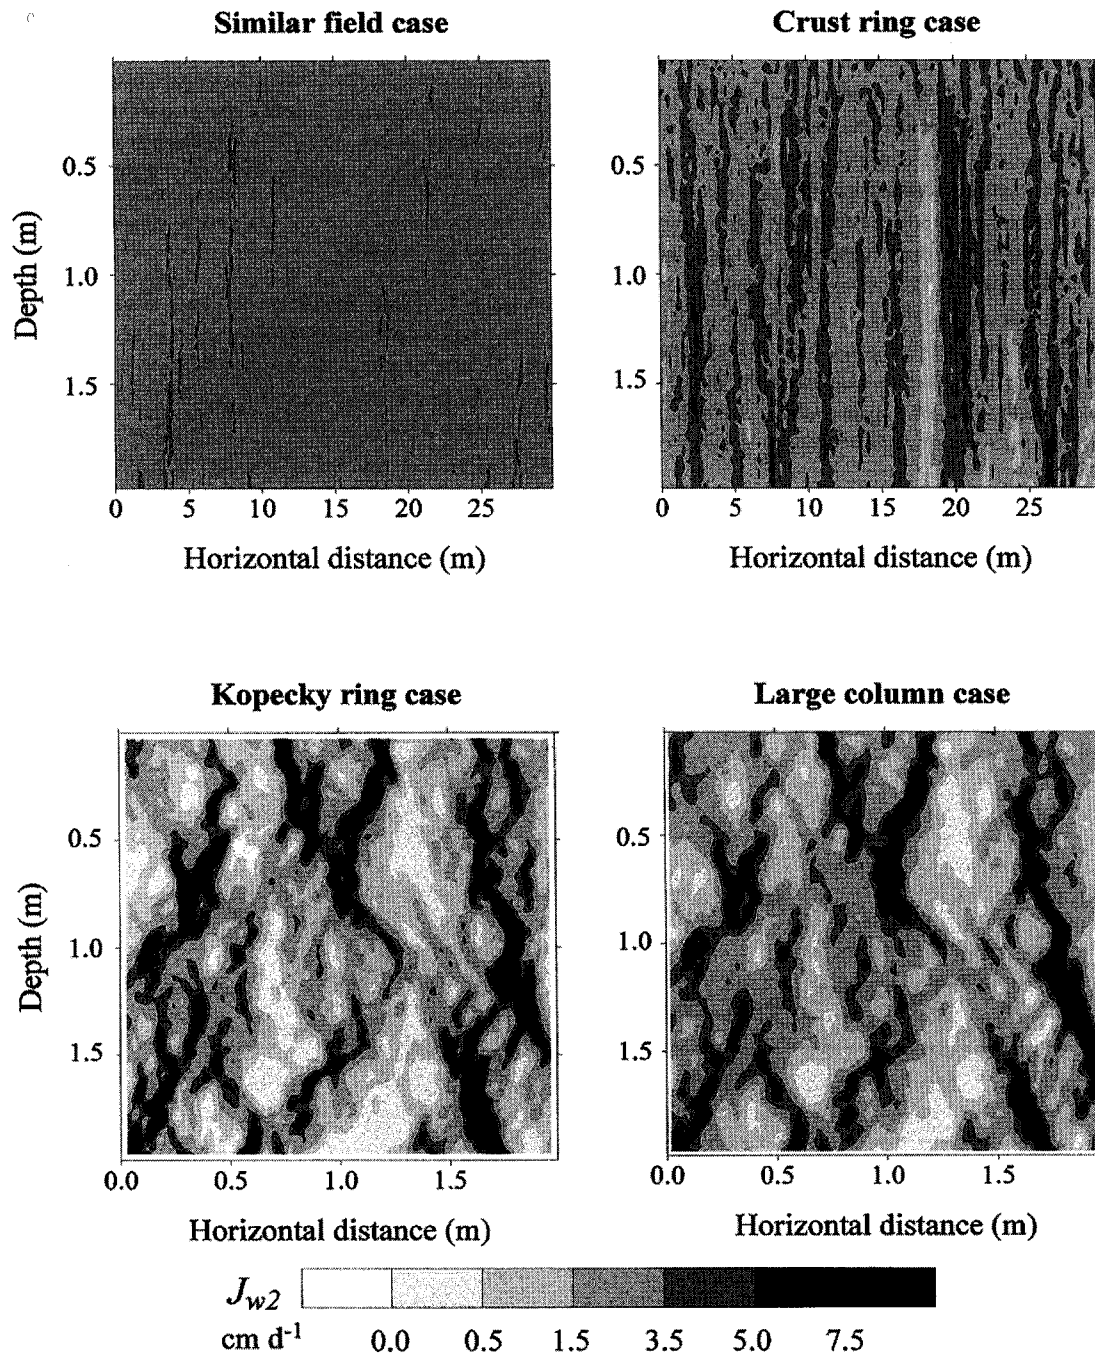 Similar field case
Crust ring case
Depth (m)
0.5
1.0
1.5
0 5 10 15 20 25
Horizontal distance (m)
0.5
1.0
1.5
0 5 10 15 20 25
Horizontal distance (m)
Kopecky ring case
Large column case
Depth (m)
0.5
1.0
1.5
0.0 0.5 1.0 1.5
Horizontal distance (m)
0.5
1.0
1.5
0.0 0.5 1.0 1.5
Horizontal distance (m)
Jw2
cm d-1 0.0 0.5 1.5 3.5 5.0 7.5